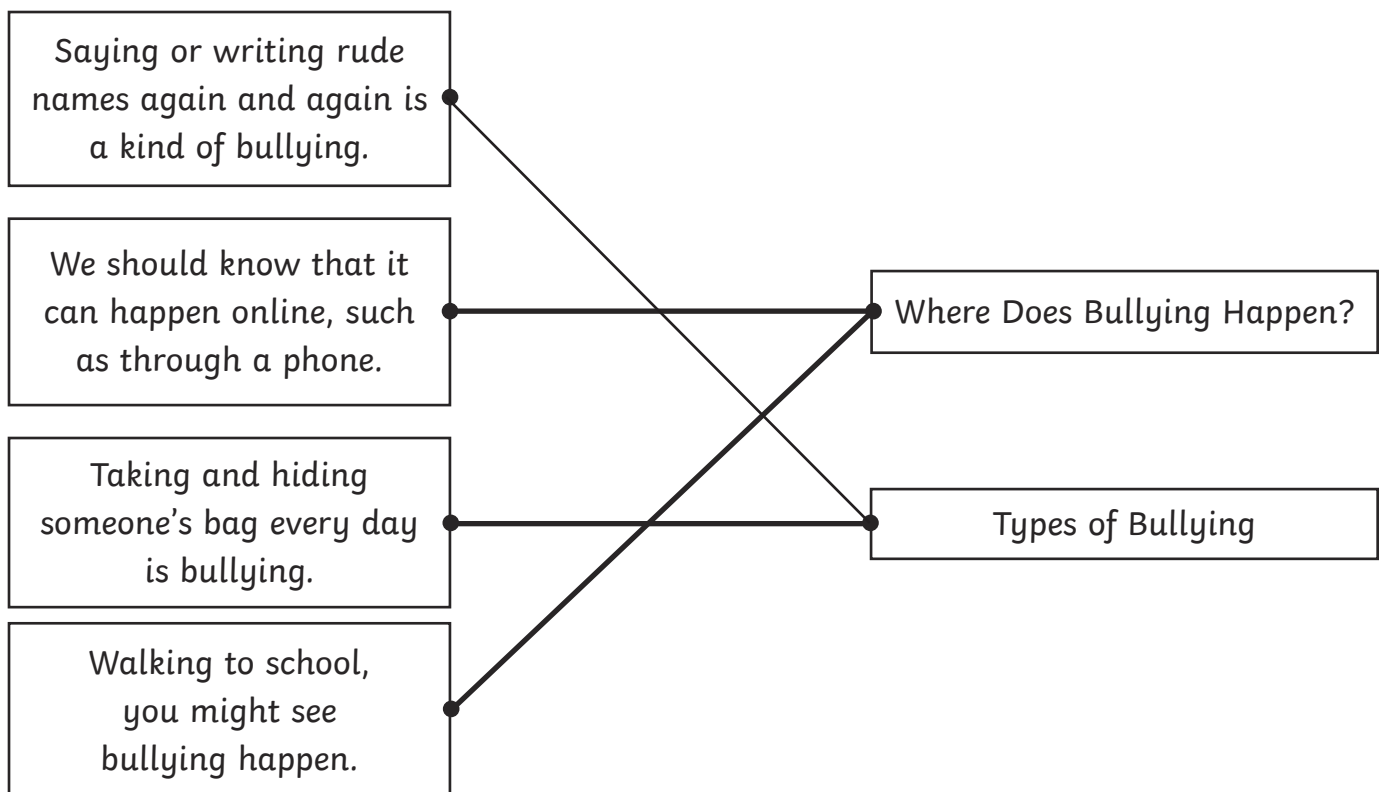 Saying or writing rude
names again and again is
a kind of bullying.
We should know that it
can happen online, such
as through a phone.
Taking and hiding
someone's bag every day
is bullying.
Walking to school,
you might see
bullying happen.
Where Does Bullying Happen?
Types of Bullying